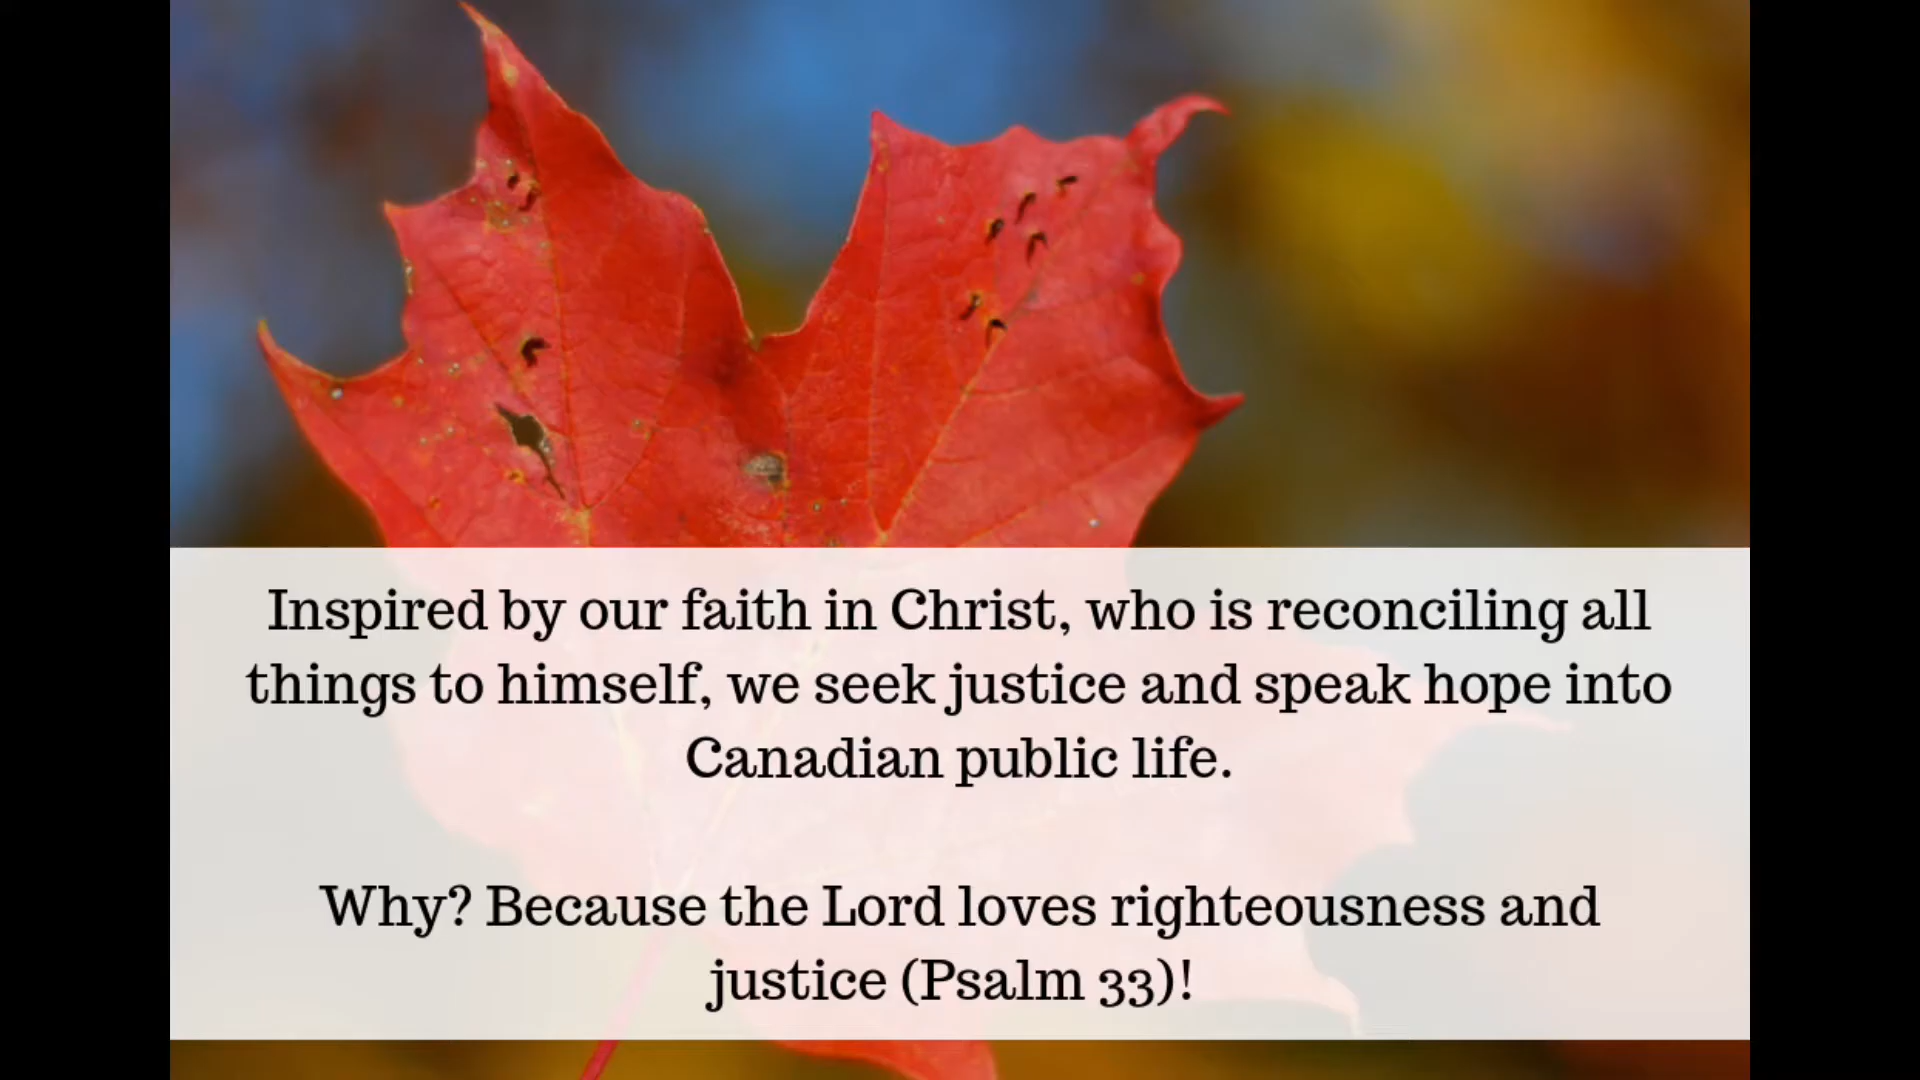 Inspired by our faith in Christ, who is reconciling all
things to himself, we seek justice and speak hope into
Canadian public life.
Why? Because the Lord loves righteousness and
justice (Psalm 33)!